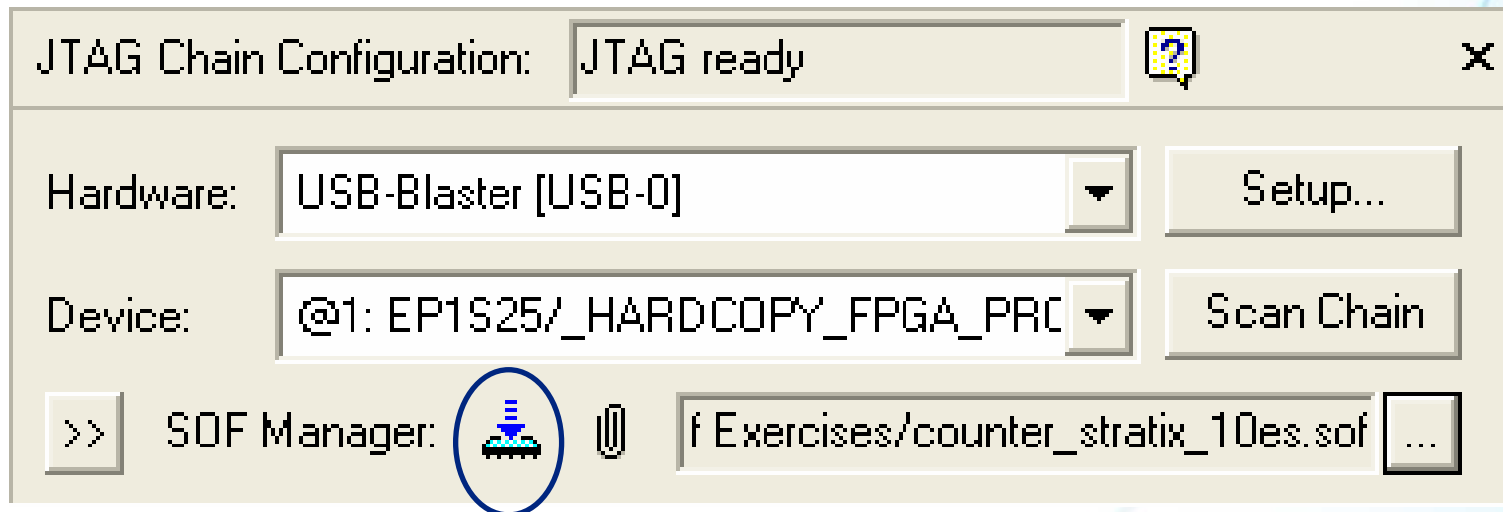 JTAG Chain Configuration: JTAG ready ?
Hardware: USB-Blaster [USB-0] Setup...
Device: @1: EP1S25/_HARDCOPY_FPGA_PRO Scan Chain
>> SOF Manager: f Exercises/counter_stratix_10es.sof ...